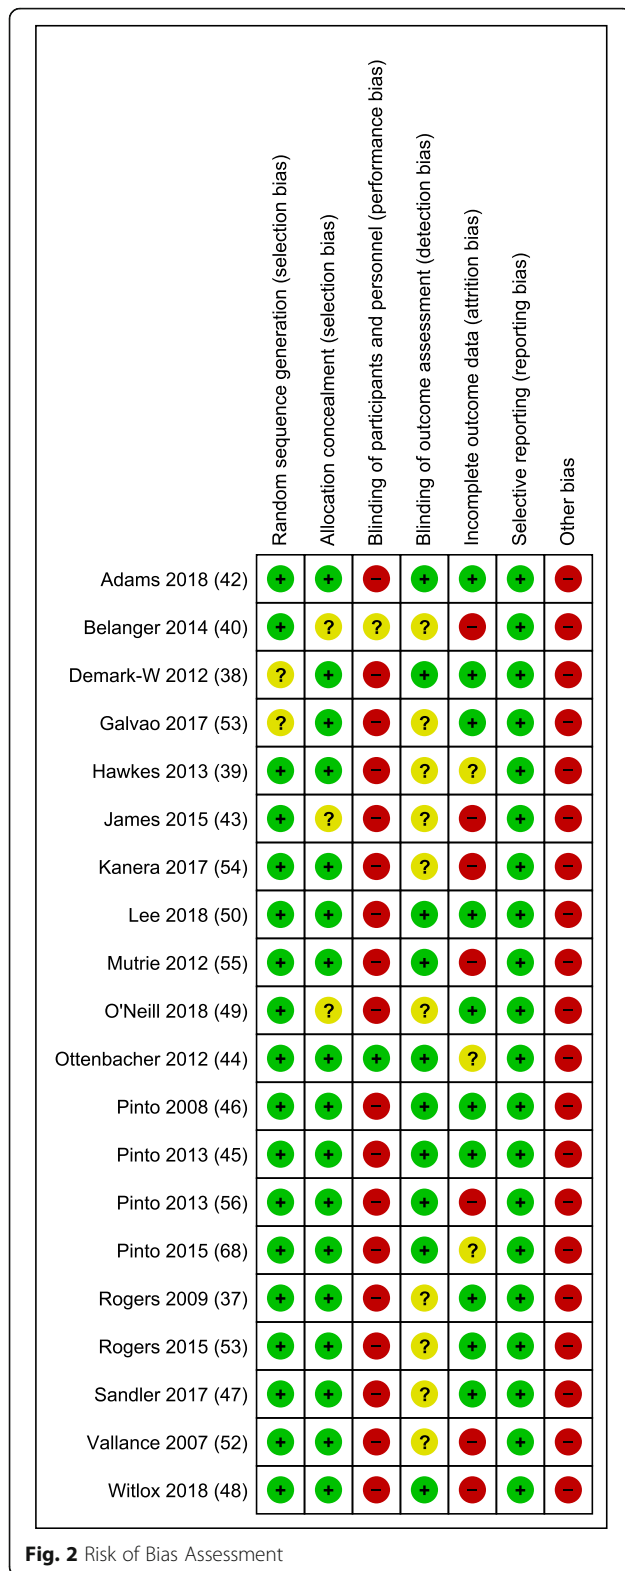 Random sequence generation (selection bias)
Allocation concealment (selection bias)
Blinding of participants and personnel (performance bias)
Blinding of outcome assessment (detection bias)
Incomplete outcome data (attrition bias)
Selective reporting (reporting bias)
Other bias
Adams 2018 (42) + + − + + + −
Belanger 2014 (40) + ? ? ? − + −
Demark-W 2012 (38) ? + − + + + −
Galvao 2017 (53) ? + − ? + + −
Hawkes 2013 (39) + + − ? ? + −
James 2015 (43) + ? − ? − + −
Kanera 2017 (54) + + − ? − + −
Lee 2018 (50) + + − + + + −
Mutrie 2012 (55) + + − + − + −
O'Neill 2018 (49) + ? − ? + + −
Ottenbacher 2012 (44) + + + + ? + −
Pinto 2008 (46) + + − + + + −
Pinto 2013 (45) + + − + + + −
Pinto 2013 (56) + + − + − + −
Pinto 2015 (68) + + − + ? + −
Rogers 2009 (37) + + − ? + + −
Rogers 2015 (53) + + − ? + + −
Sandler 2017 (47) + + − ? + + −
Vallance 2007 (52) + + − ? − + −
Witlox 2018 (48) + + − + − + −
Fig. 2 Risk of Bias Assessment